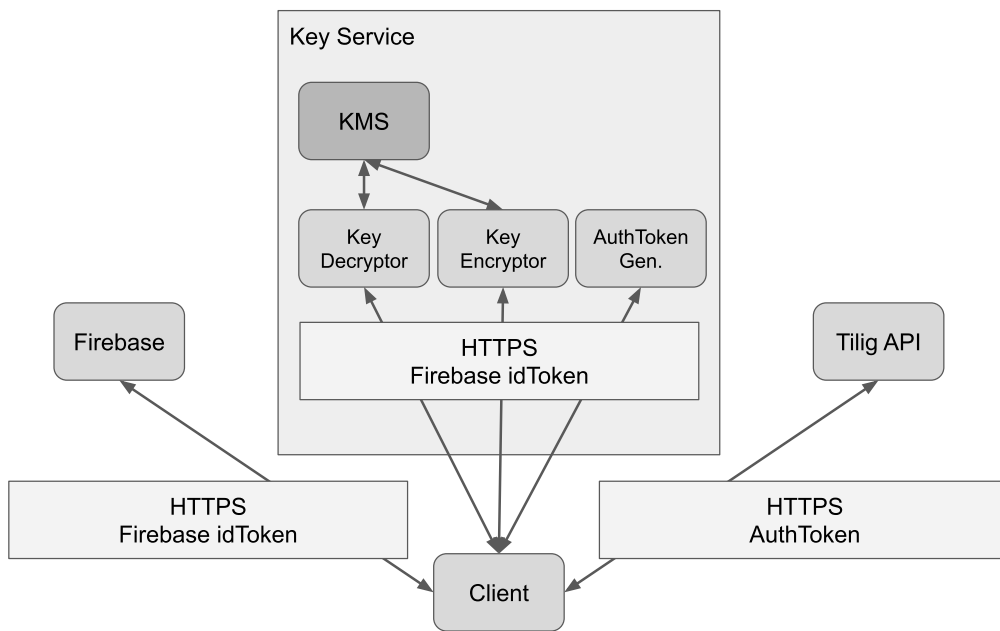 Key Service
KMS
Key
Decryptor
Key
Encryptor
AuthToken
Gen.
Firebase
HTTPS
Firebase idToken
Tilig API
HTTPS
Firebase idToken
HTTPS
AuthToken
Client